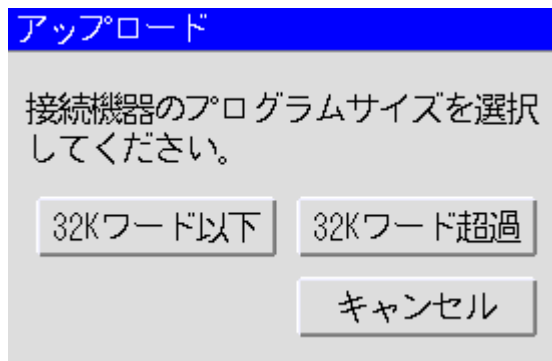 アップロード
接続機器のプログラムサイズを選択
してください。
32Kワード以下 32Kワード超過
キャンセル